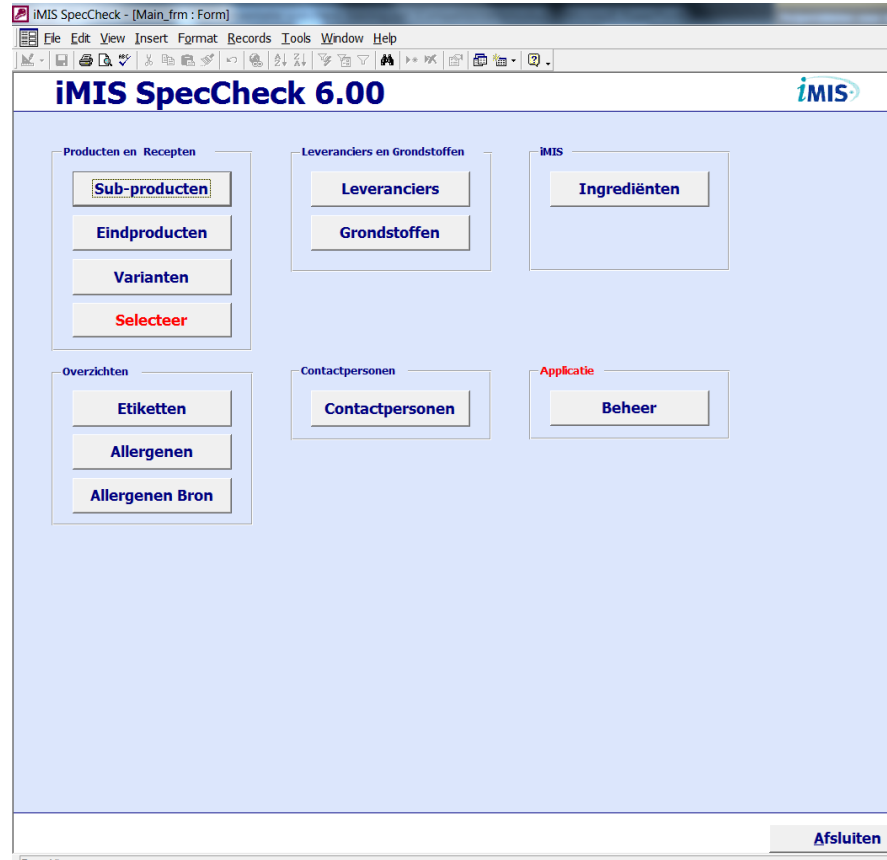 iMIS SpecCheck - [Main_frm : Form]
File Edit View Insert Format Records Tools Window Help
iMIS SpecCheck 6.00
iMIS
Producten en Recepten
Sub-producten
Eindproducten
Varianten
Selecteer
Leveranciers en Grondstoffen
Leveranciers
Grondstoffen
iMIS
Ingrediënten
Overzichten
Etiketten
Allergenen
Allergenen Bron
Contactpersonen
Contactpersonen
Applicatie
Beheer
Afsluiten